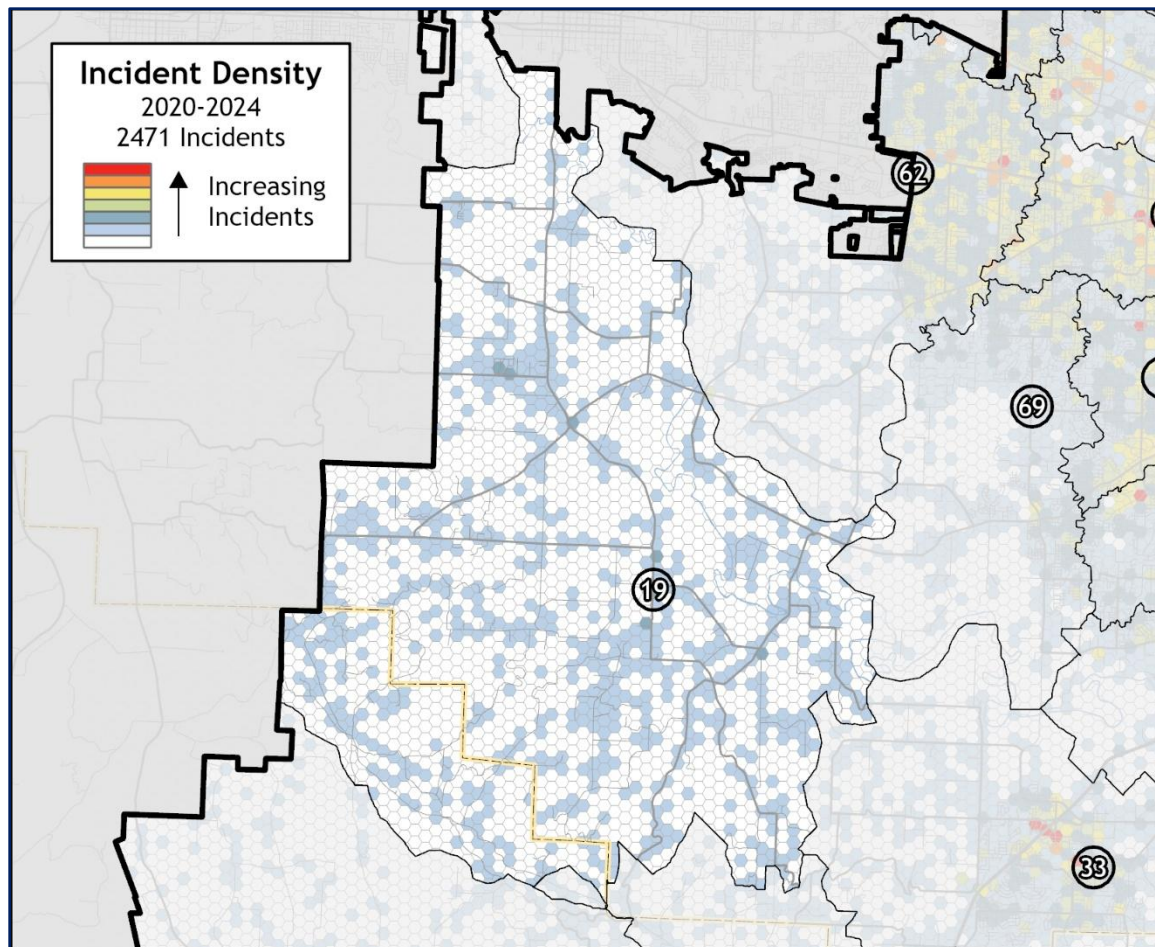 Incident Density
2020-2024
2471 Incidents
Increasing
Incidents
62
69
19
33